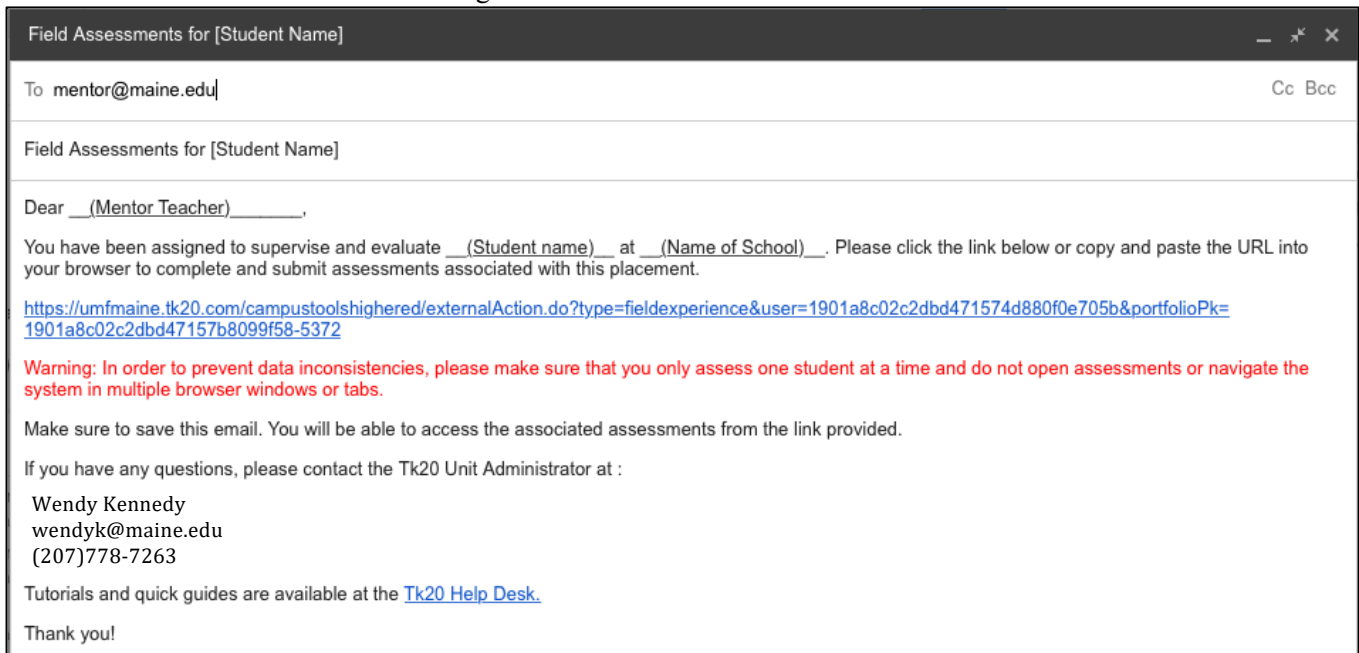 Field Assessments for [Student Name]
To mentor@maine.edu
Cc Bcc
Field Assessments for [Student Name]
Dear __(Mentor Teacher)_______,
You have been assigned to supervise and evaluate __(Student name)__ at __(Name of School)__. Please click the link below or copy and paste the URL into
your browser to complete and submit assessments associated with this placement.
https://umfmaine.tk20.com/campustoolshighered/externalAction.do?type=fieldexperience&user=1901a8c02c2dbd471574d880f0e705b&portfolioPk=
1901a8c02c2dbd47157b8099f58-5372
Warning: In order to prevent data inconsistencies, please make sure that you only assess one student at a time and do not open assessments or navigate the
system in multiple browser windows or tabs.
Make sure to save this email. You will be able to access the associated assessments from the link provided.
If you have any questions, please contact the Tk20 Unit Administrator at :
Wendy Kennedy
wendyk@maine.edu
(207)778-7263
Tutorials and quick guides are available at the Tk20 Help Desk.
Thank you!